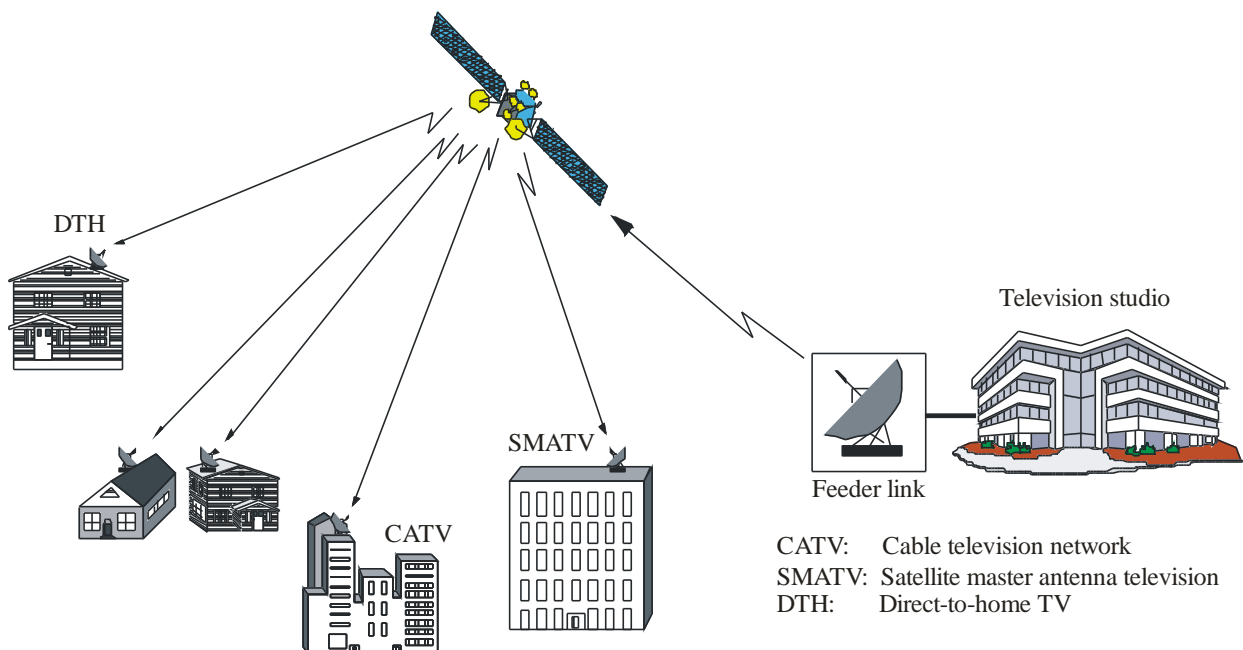 DTH
Television studio
SMATV
Feeder link
CATV
CATV: Cable television network
SMATV: Satellite master antenna television
DTH: Direct-to-home TV